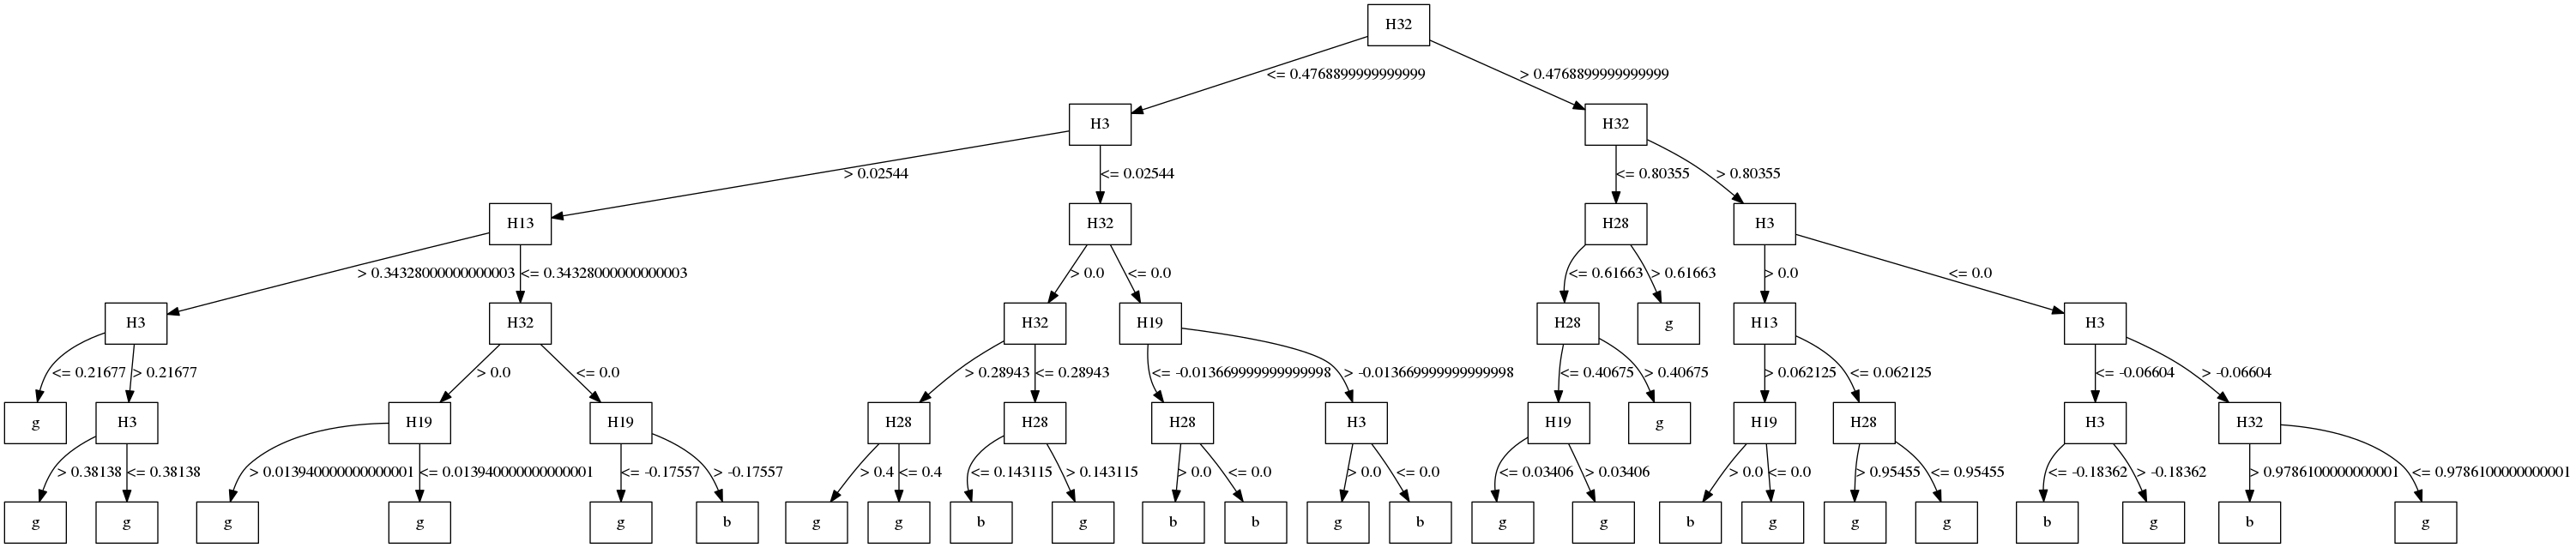 H32
<= 0.4768899999999999 > 0.4768899999999999
H3 H32
> 0.02544 <= 0.02544 <= 0.80355 > 0.80355
H13 H32 H28 H3
> 0.34328000000000003 <= 0.34328000000000003 > 0.0 <= 0.0 <= 0.61663 > 0.61663 > 0.0 <= 0.0
H3 H32 H32 H19 H28 g H13 H3
<= 0.21677 > 0.21677 > 0.0 <= 0.0 > 0.28943 <= 0.28943 <= -0.013669999999999998 > -0.013669999999999998 <= 0.40675 > 0.40675 > 0.062125 <= 0.062125 <= -0.06604 > -0.06604
g H3 H19 H19 H28 H28 H28 H3 H19 g H19 H28 H3 H32
> 0.38138 <= 0.38138 > 0.013940000000000001 <= 0.013940000000000001 <= -0.17557 > -0.17557 > 0.4 <= 0.4 <= 0.143115 > 0.143115 > 0.0 <= 0.0 > 0.0 <= 0.0 <= 0.03406 > 0.03406 > 0.0 <= 0.0 > 0.95455 <= 0.95455 <= -0.18362 > -0.18362 > 0.9786100000000001 <= 0.9786100000000001
g g g g g b g g b g b b g b g g b g g g b g b g